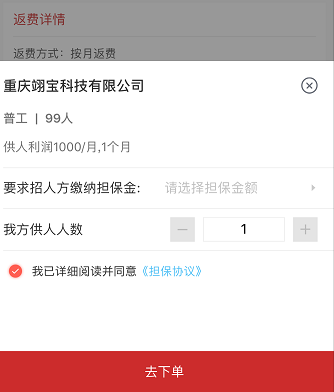 返费详情
返费方式：按月返费
重庆翊宝科技有限公司
普工 | 99人
供人利润1000/月,1个月
要求招人方缴纳担保金: 请选择担保金额
我方供人人数 1
我已详细阅读并同意《担保协议》
去下单